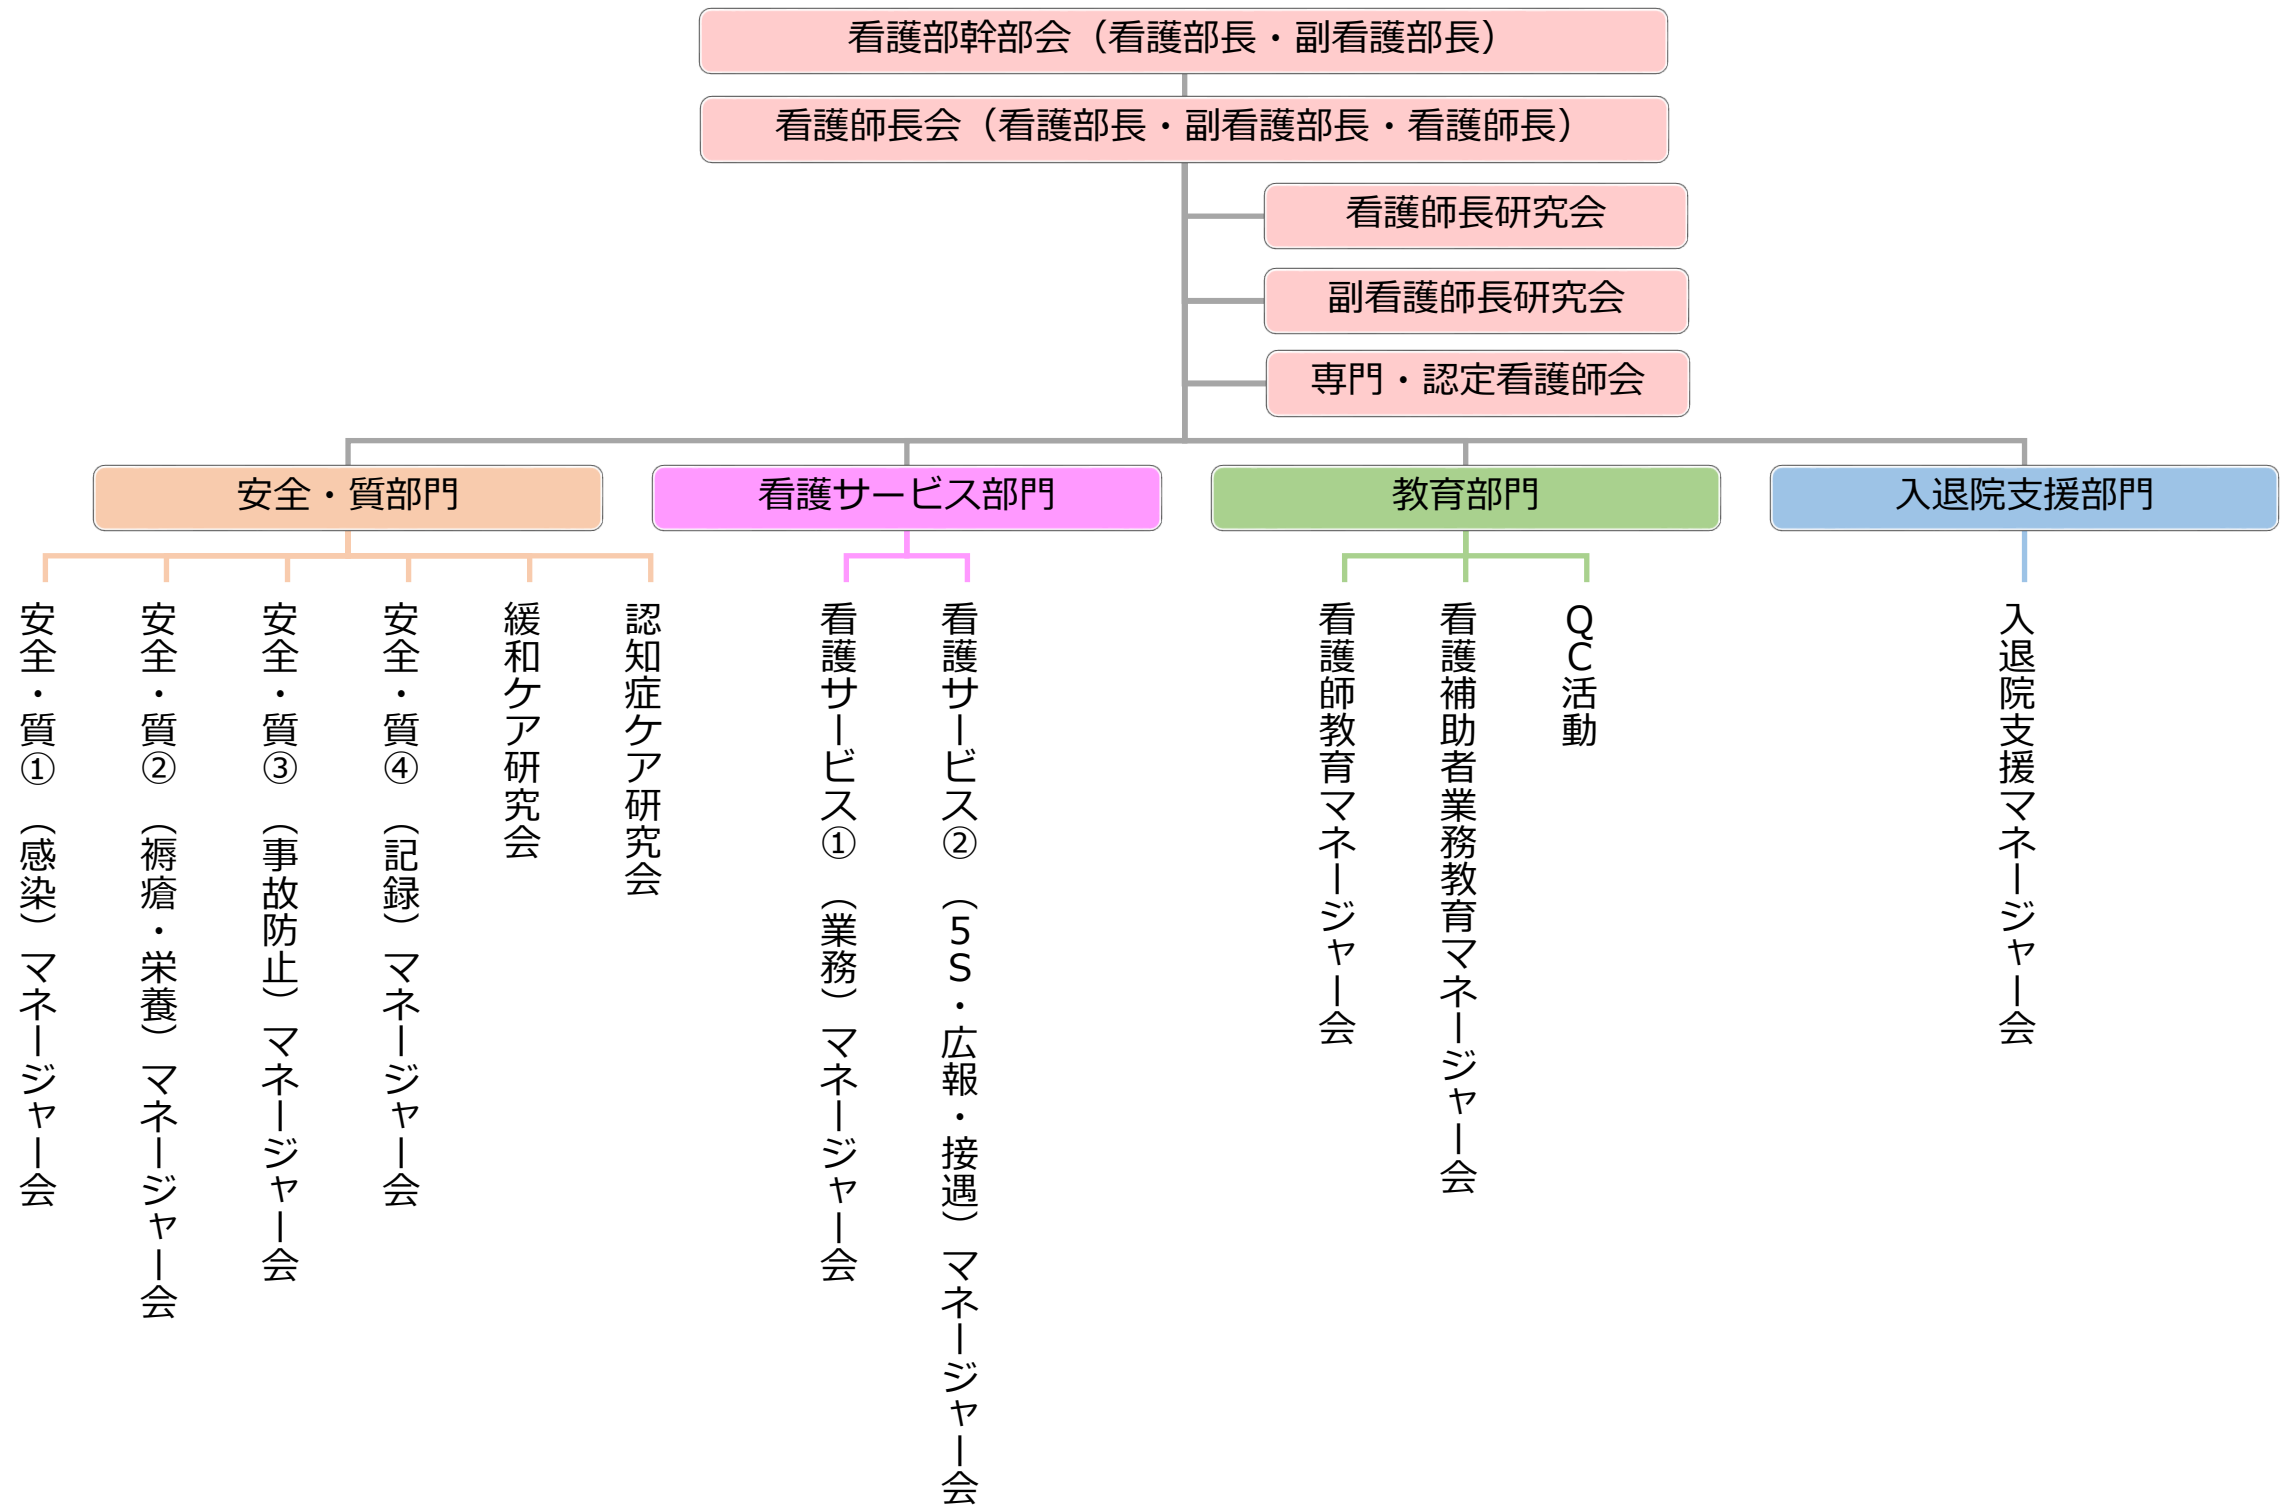 看護部幹部会（看護部長・副看護部長）
看護師長会（看護部長・副看護部長・看護師長）
看護師長研究会
副看護師長研究会
専門・認定看護師会
安全・質部門
看護サービス部門
教育部門
入退院支援部門
安全・質①（感染）マネージャー会
安全・質②（褥瘡・栄養）マネージャー会
安全・質③（事故防止）マネージャー会
安全・質④（記録）マネージャー会
緩和ケア研究会
認知症ケア研究会
看護サービス①（業務）マネージャー会
看護サービス②（５Ｓ・広報・接遇）マネージャー会
看護師教育マネージャー会
看護補助者業務教育マネージャー会
ＱＣ活動
入退院支援マネージャー会